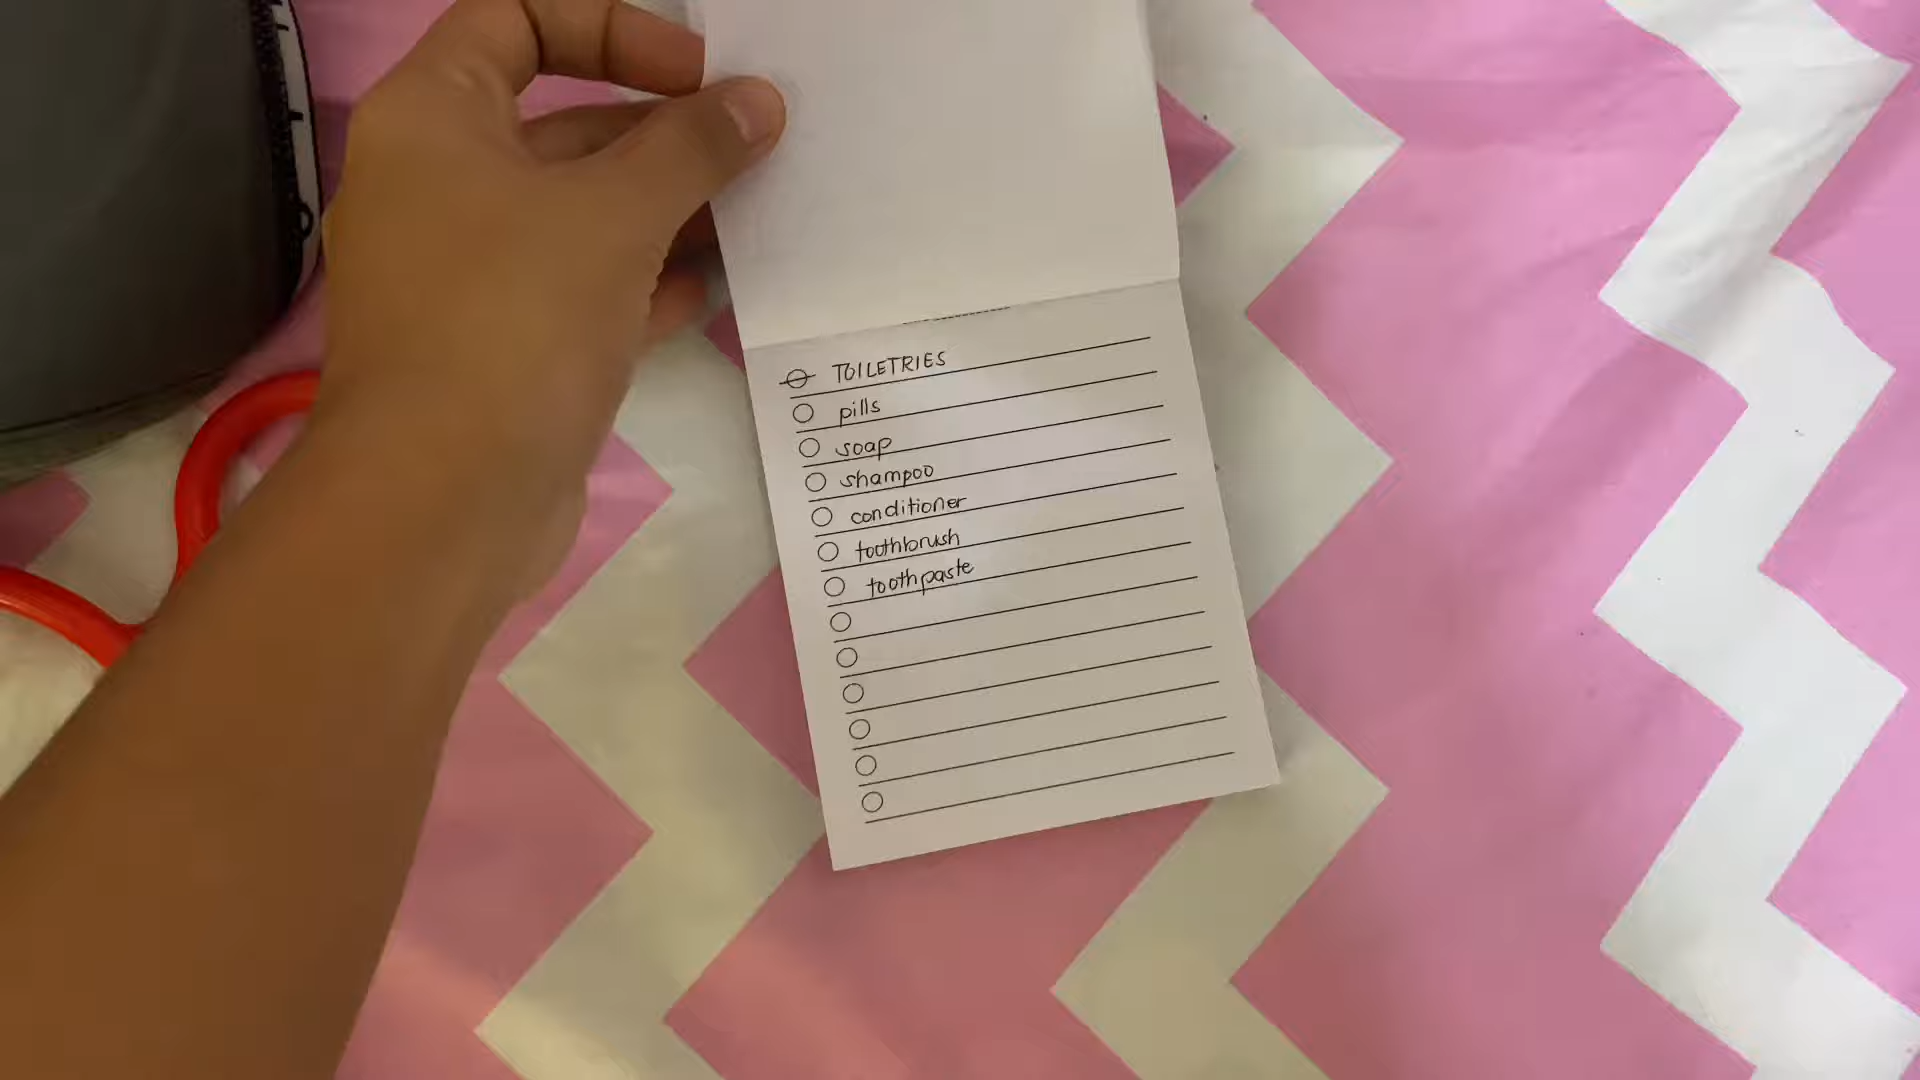 TOILETRIES
pills
soap
shampoo
conditioner
toothbrush
toothpaste